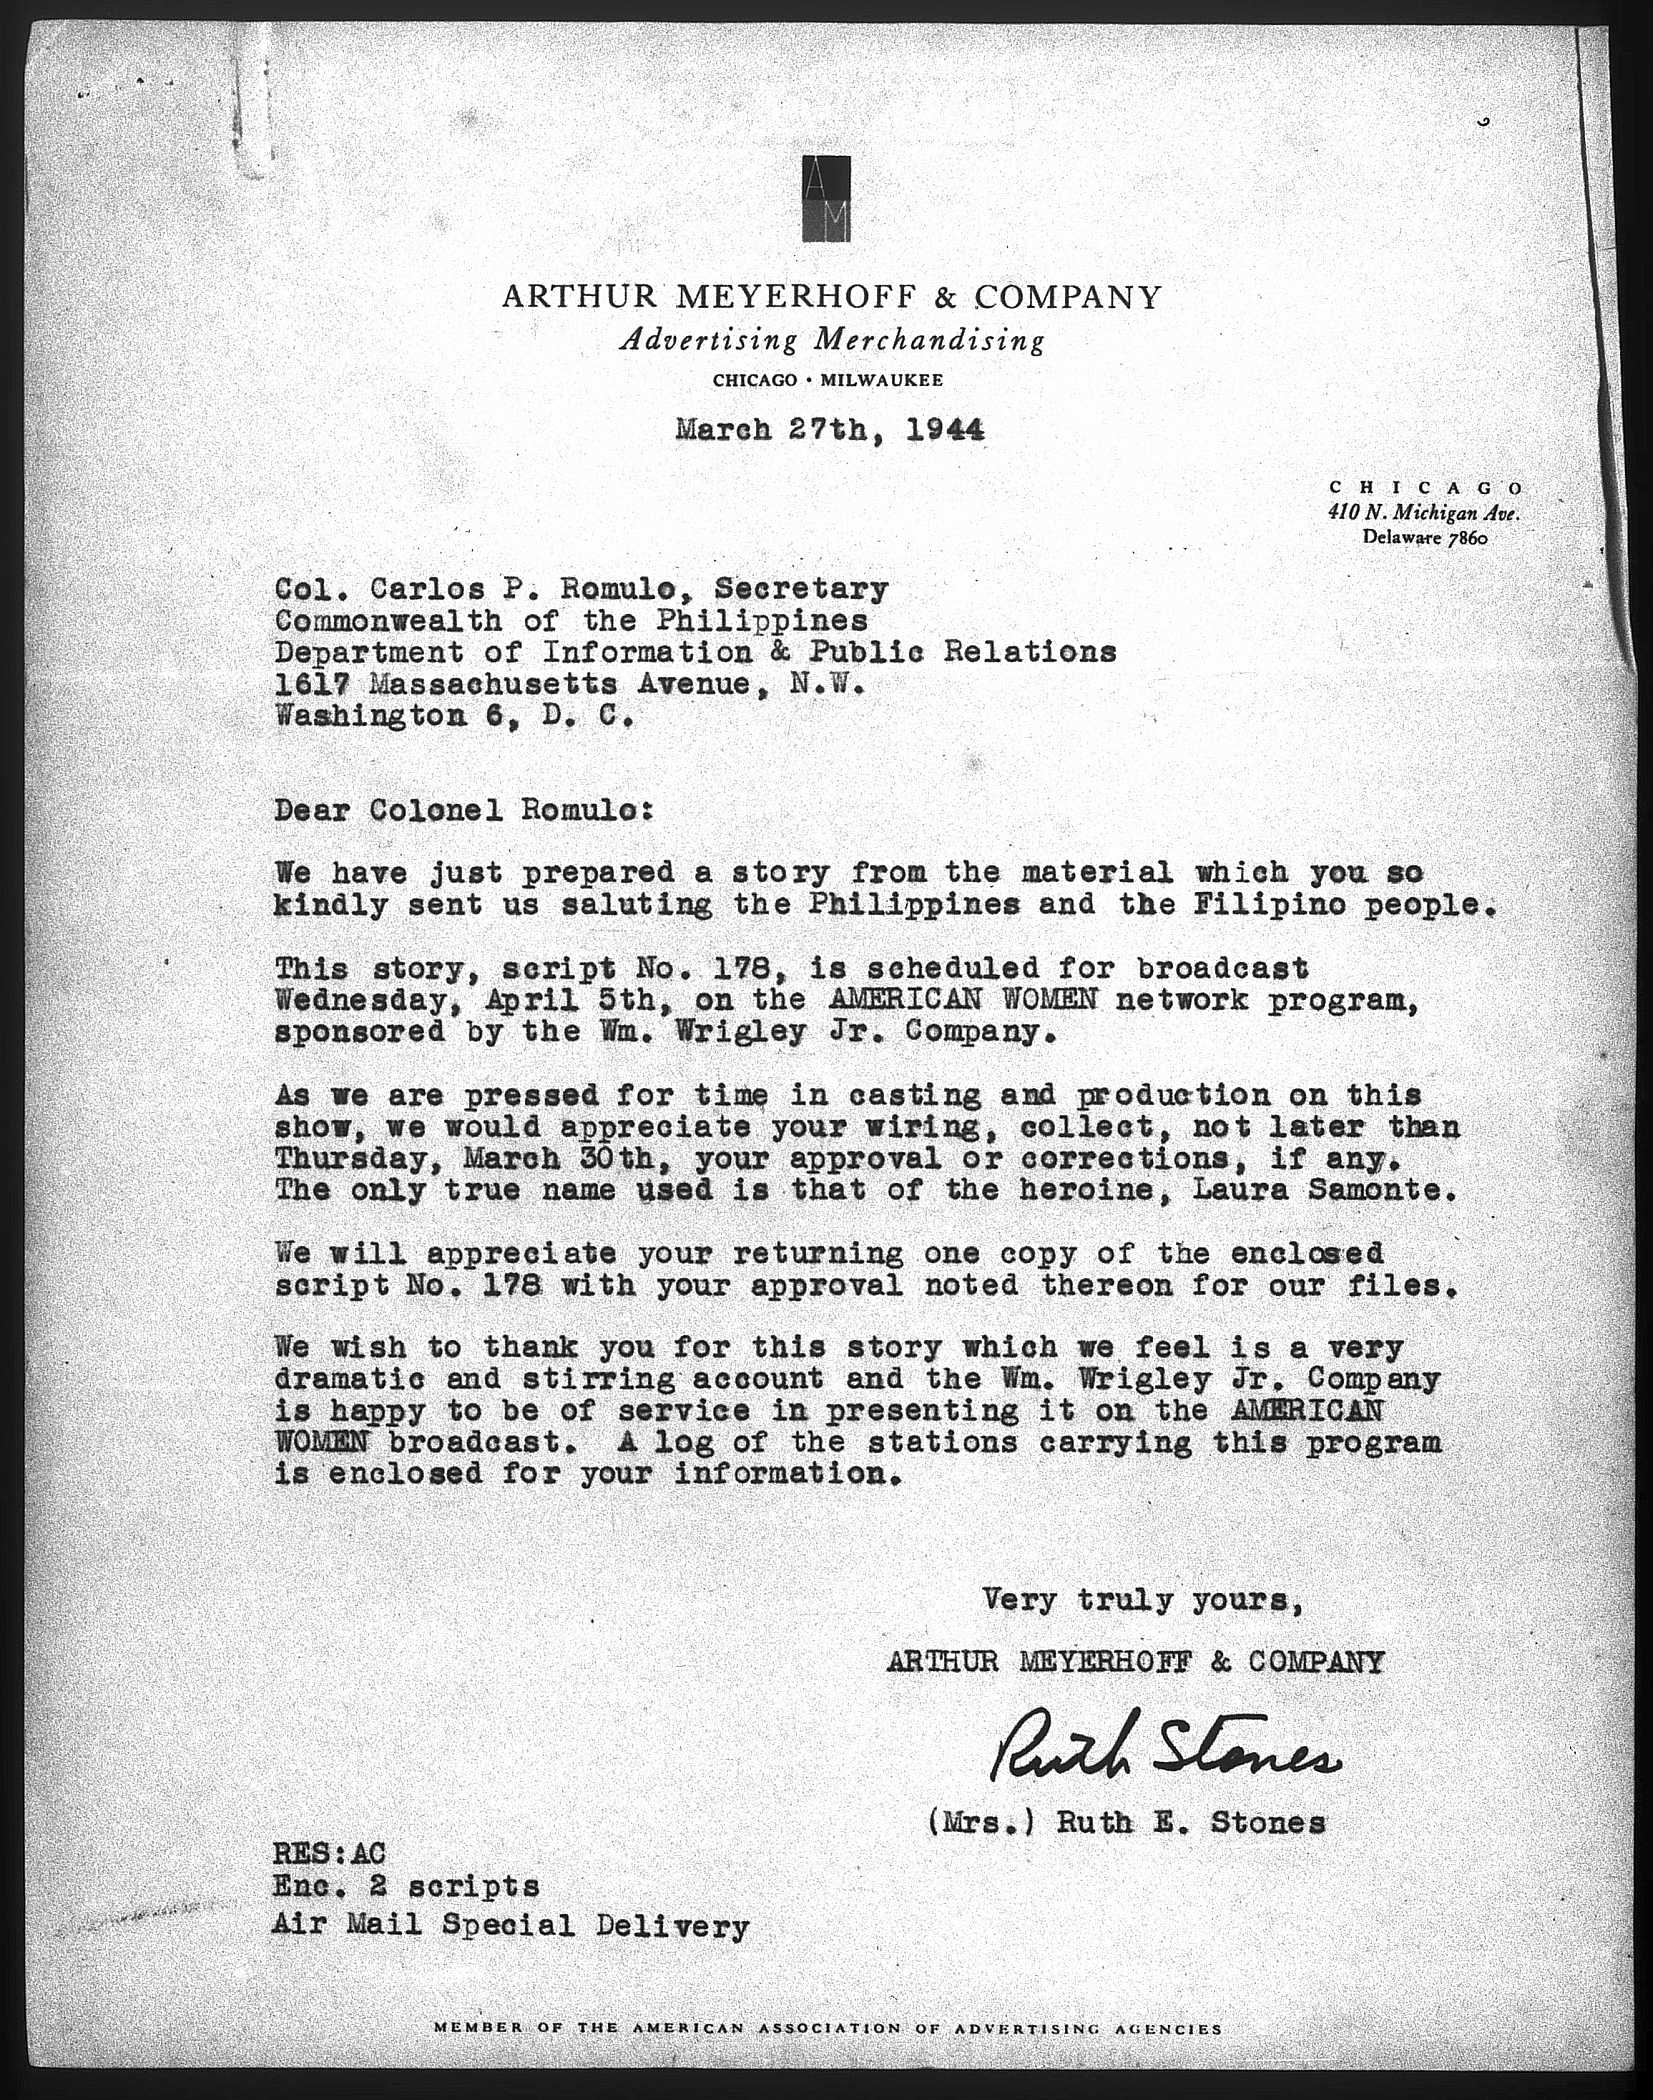 A
M
ARTHUR MEYERHOFF & COMPANY
Advertising Merchandising
CHICAGO • MILWAUKEE
March 27th, 1944
CHICAGO
410 N. Michigan Ave.
Delaware 7860
Col. Carlos P. Romulo, Secretary
Commonwealth of the Philippines
Department of Information & Public Relations
1617 Massachusetts Avenue, N.W.
Washington 6, D. C.
Dear Colonel Romulo:
We have just prepared a story from the material which you so
kindly sent us saluting the Philippines and the Filipino people.
This story, script No. 178, is scheduled for broadcast
Wednesday, April 5th, on the AMERICAN WOMEN network program,
sponsored by the Wm. Wrigley Jr. Company.
As we are pressed for time in casting and production on this
show, we would appreciate your wiring, collect, not later than
Thursday, March 30th, your approval or corrections, if any.
The only true name used is that of the heroine, Laura Samonte.
We will appreciate your returning one copy of the enclosed
script No. 178 with your approval noted thereon for our files.
We wish to thank you for this story which we feel is a very
dramatic and stirring account and the Wm. Wrigley Jr. Company
is happy to be of service in presenting it on the AMERICAN
WOMEN broadcast. A log of the stations carrying this program
is enclosed for your information.
Very truly yours,
ARTHUR MEYERHOFF & COMPANY
Ruth Stones
(Mrs.) Ruth E. Stones
RES:AC
Enc. 2 scripts
Air Mail Special Delivery
MEMBER OF THE AMERICAN ASSOCIATION OF ADVERTISING AGENCIES